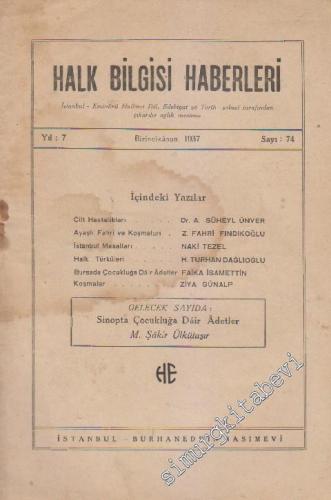 HALK BİLGİSİ HABERLERİ
İstanbul - Eminönü Halkevi Dil, Edebiyat ve Tarih şubesi tarafından
çıkarılır aylık mecmua
Yıl : 7 Birincikânun 1937 Sayı : 74
İçindeki Yazılar
Cilt Hastalıkları Dr. A. SÜHEYL ÜNVER
Ayaşlı Fahri ve Koşmaları . Z. FAHRİ FINDIKOĞLU
İstanbul Masalları NAKİ TEZEL
Halk Türküleri H. TURHAN DAĞLIOĞLU
Bursada Çocukluğa Dâir Âdetler FAİKA İSAMETTİN
Koşmalar ZİYA GÜNALP
GELECEK SAYIDA :
Sinopta Çocukluğa Dâir Âdetler
M. Şâkir Ülkütaşır
HE
İSTANBUL - BURHANEDDİN BASIMEVİ
simurgkitabevi.com